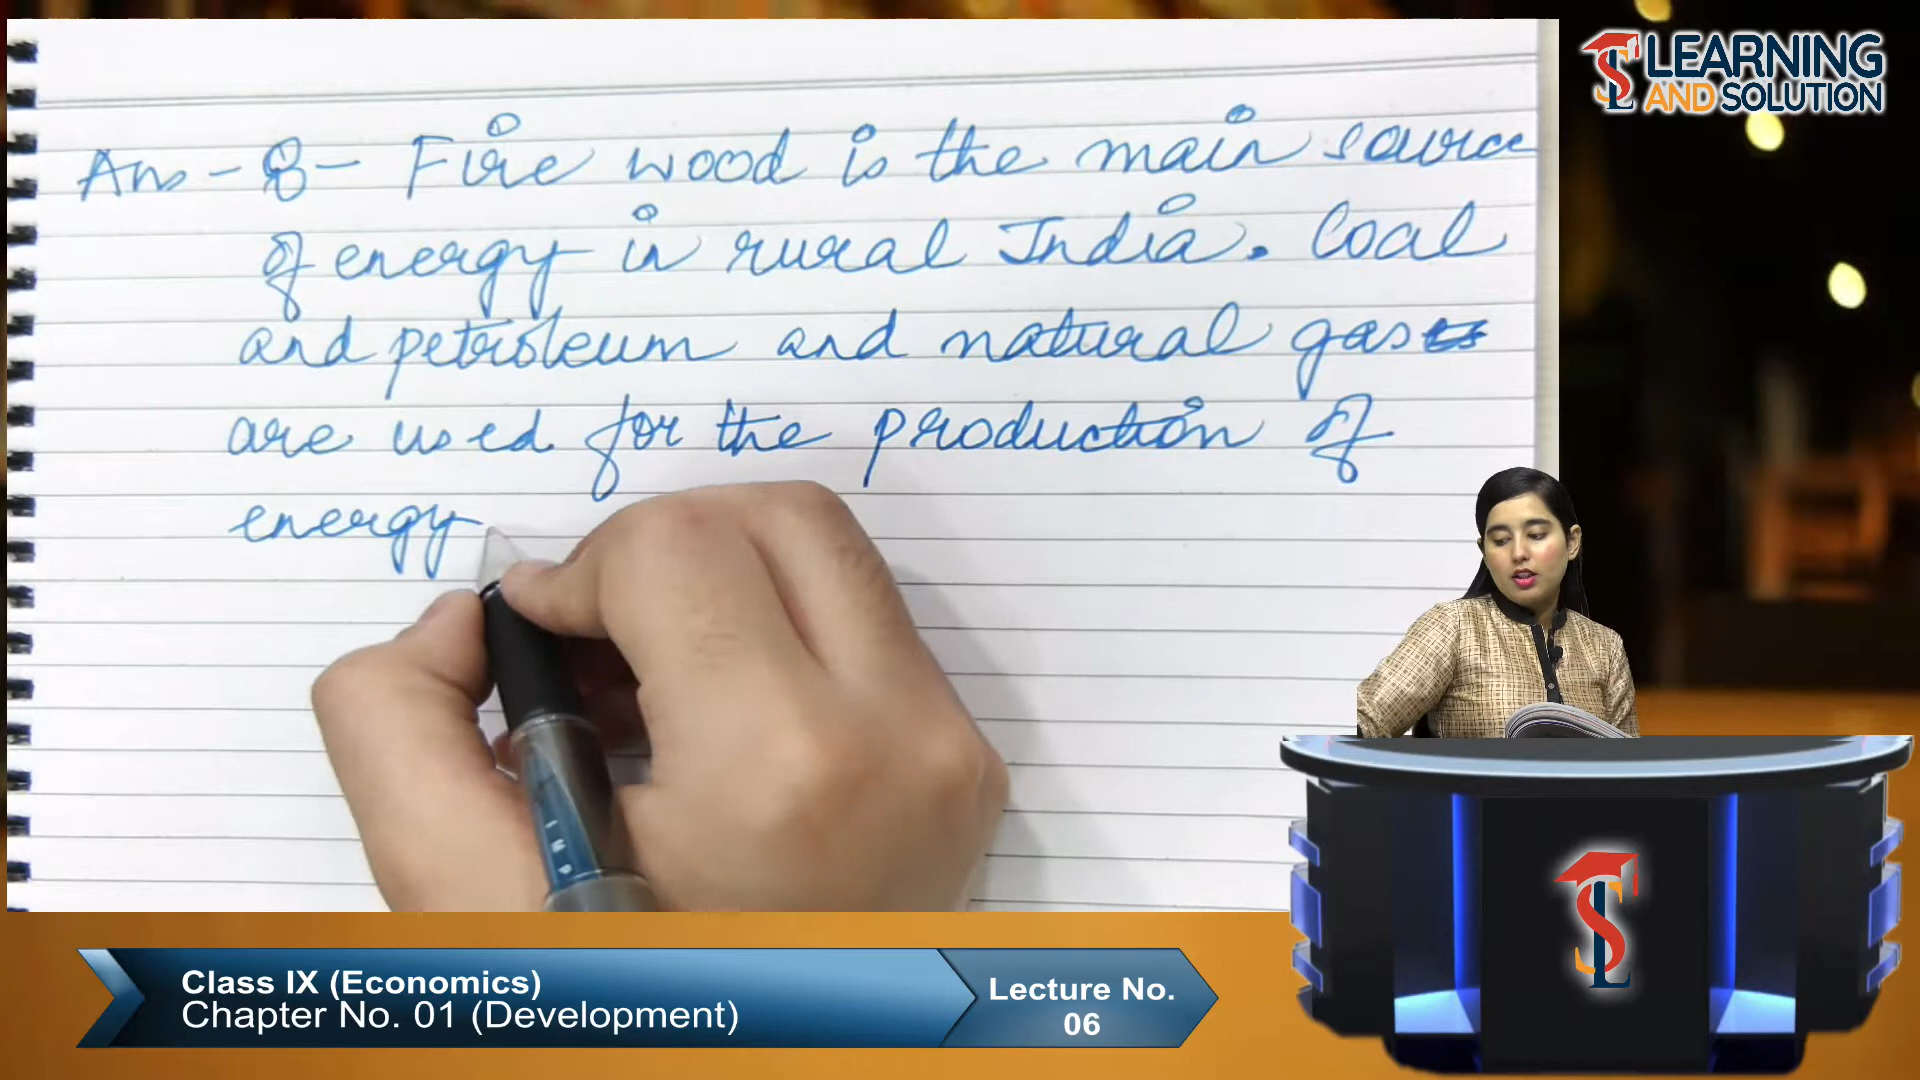 Ans - 8 - Fire wood is the main source
of energy in rural India. Coal
and petroleum and natural gas
are used for the production of
energy
LEARNING
AND SOLUTION
Class IX (Economics)
Chapter No. 01 (Development)
Lecture No.
06